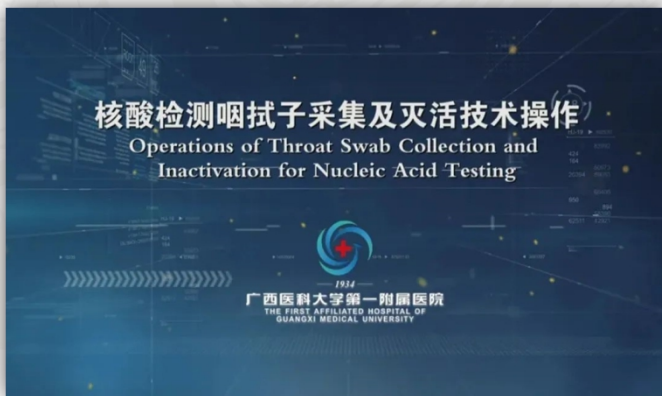 核酸检测咽拭子采集及灭活技术操作
Operations of Throat Swab Collection and
Inactivation for Nucleic Acid Testing
1934
广西医科大学第一附属医院
THE FIRST AFFILIATED HOSPITAL OF
GUANGXI MEDICAL UNIVERSITY